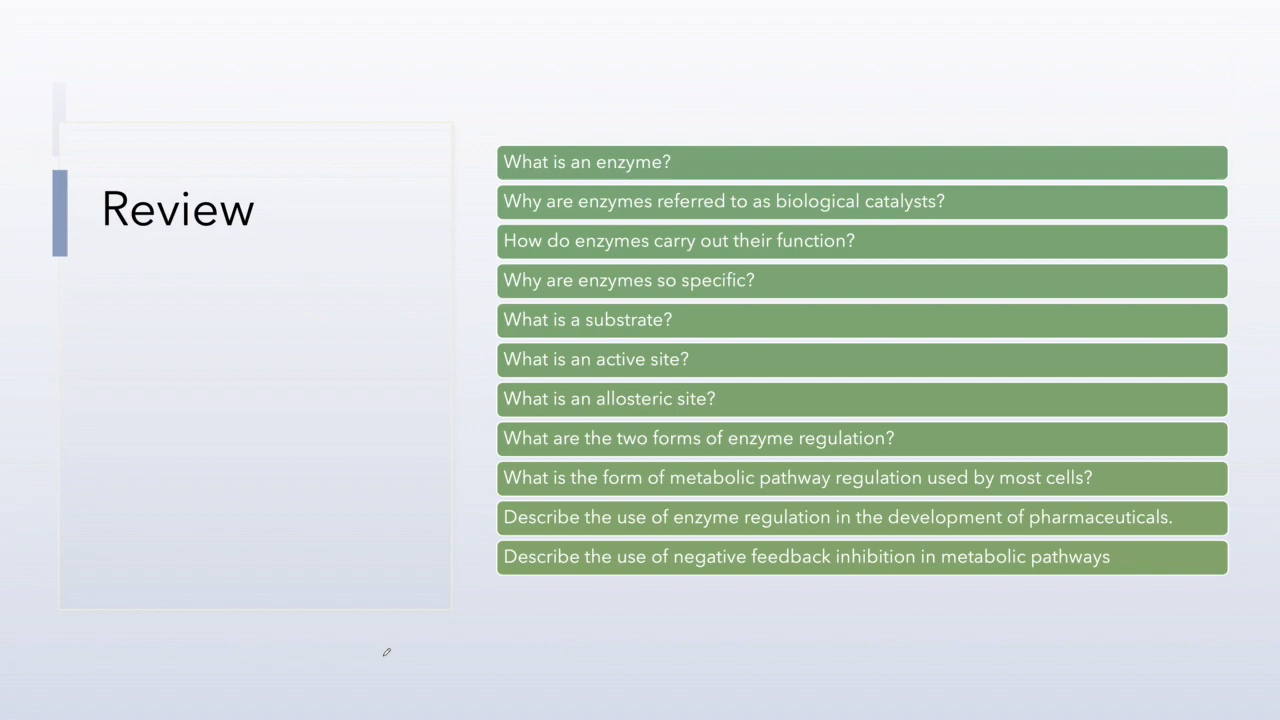 Review
What is an enzyme?
Why are enzymes referred to as biological catalysts?
How do enzymes carry out their function?
Why are enzymes so specific?
What is a substrate?
What is an active site?
What is an allosteric site?
What are the two forms of enzyme regulation?
What is the form of metabolic pathway regulation used by most cells?
Describe the use of enzyme regulation in the development of pharmaceuticals.
Describe the use of negative feedback inhibition in metabolic pathways